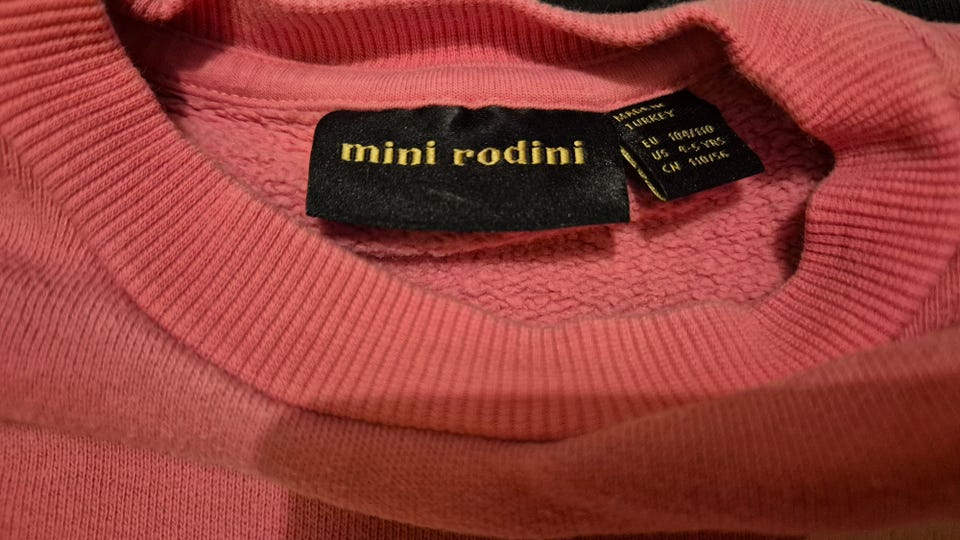 mini rodini
MADE IN
TURKEY
EU 104/110
US 4-5 YRS
CN 110/56